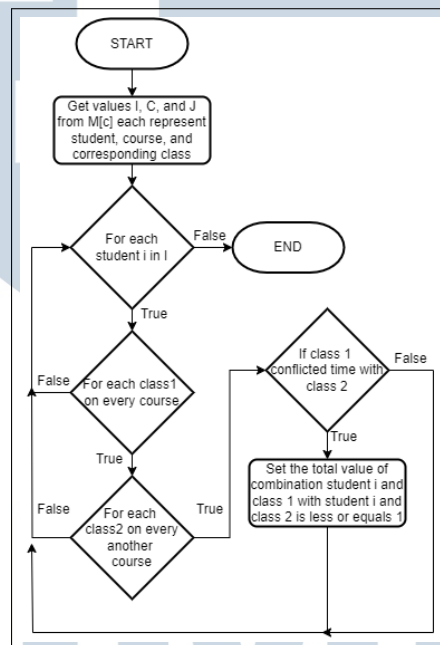 START
Get values I, C, and J
from M[c] each represent
student, course, and
corresponding class
For each
student i in I
False
END
True
If class 1
conflicted time with
class 2
False
False
For each class1
on every course
True
True
Set the total value of
combination student i and
class 1 with student i and
class 2 is less or equals 1
False
For each
class2 on every
another
course
True